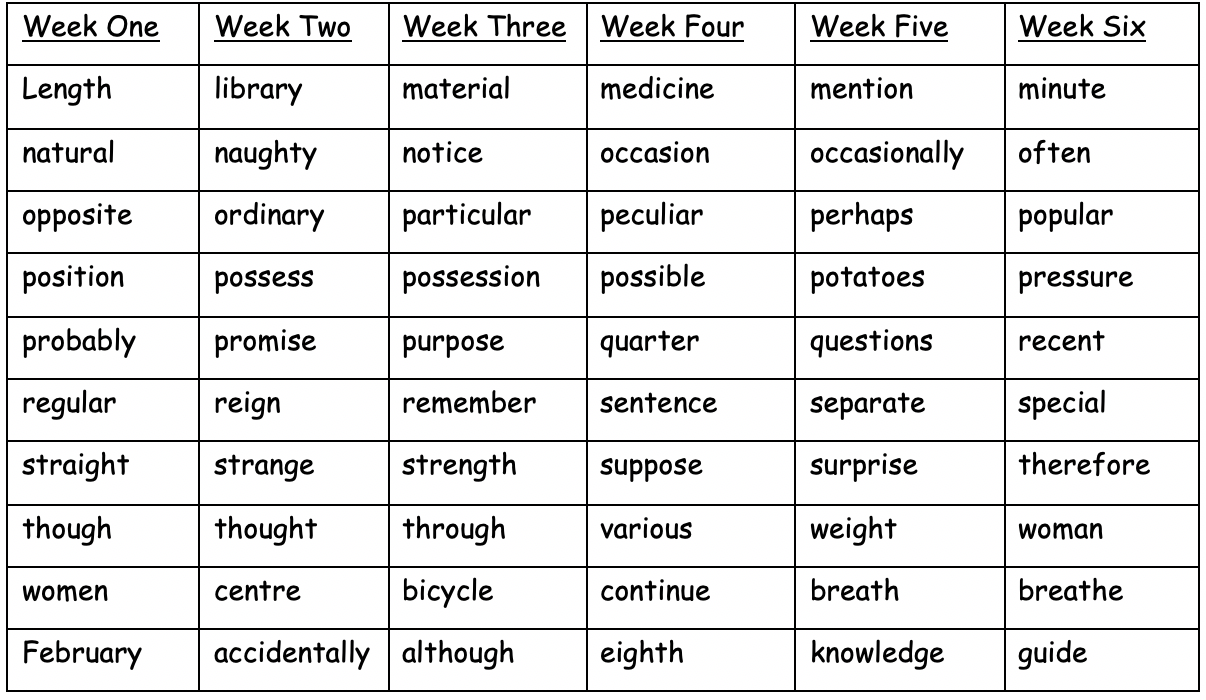 Week One Week Two Week Three Week Four Week Five Week Six
Length library material medicine mention minute
natural naughty notice occasion occasionally often
opposite ordinary particular peculiar perhaps popular
position possess possession possible potatoes pressure
probably promise purpose quarter questions recent
regular reign remember sentence separate special
straight strange strength suppose surprise therefore
though thought through various weight woman
women centre bicycle continue breath breathe
February accidentally although eighth knowledge guide